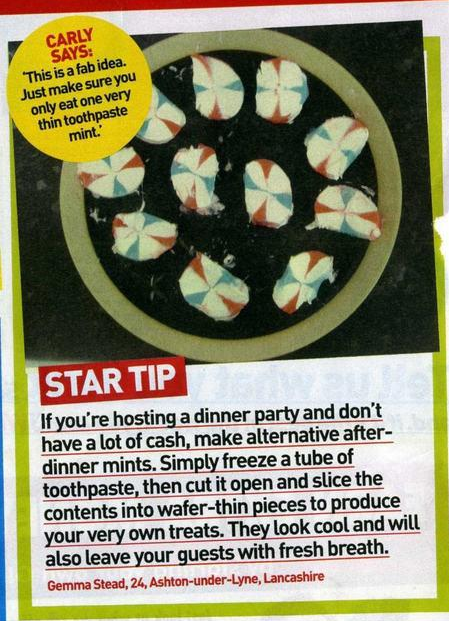 CARLY
SAYS:
'This is a fab idea.
Just make sure you
only eat one very
thin toothpaste
mint.'
STAR TIP
If you're hosting a dinner party and don't
have a lot of cash, make alternative after-
dinner mints. Simply freeze a tube of
toothpaste, then cut it open and slice the
contents into wafer-thin pieces to produce
your very own treats. They look cool and will
also leave your guests with fresh breath.
Gemma Stead, 24, Ashton-under-Lyne, Lancashire